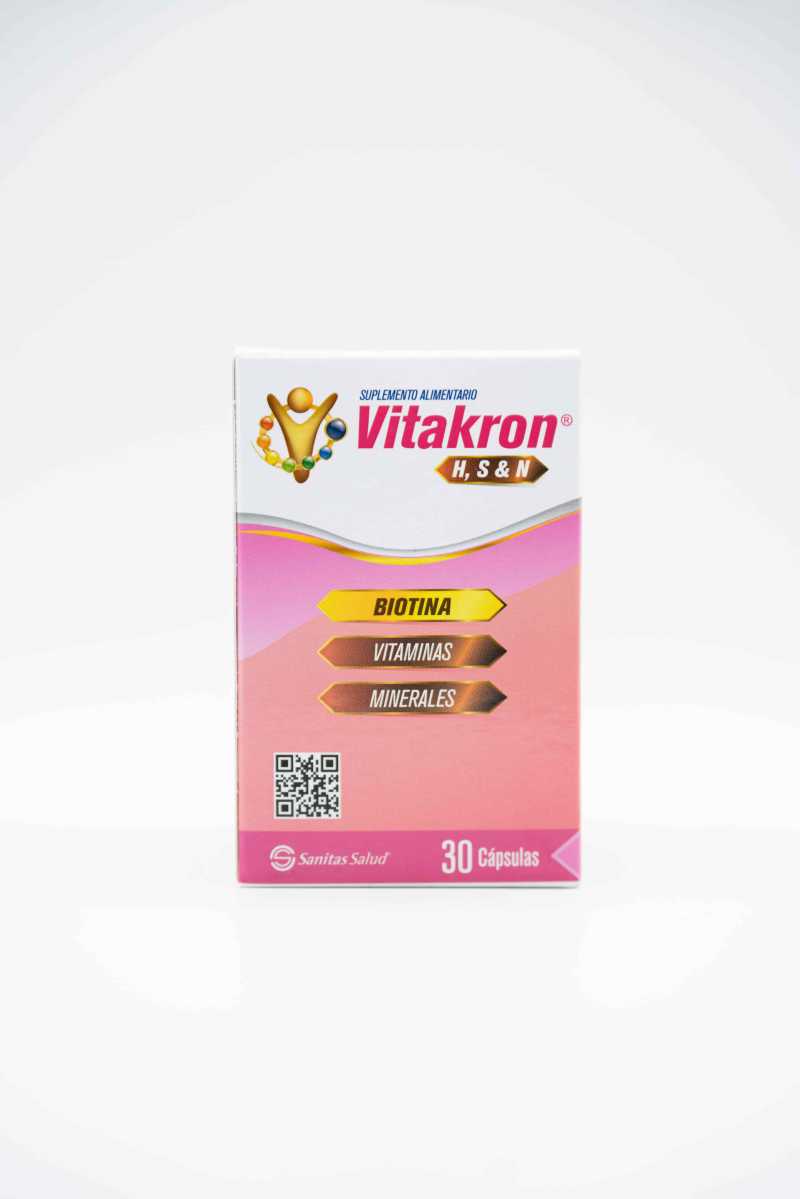 SUPLEMENTO ALIMENTARIO
Vitakron®
H, S & N
BIOTINA
VITAMINAS
MINERALES
Sanitas Salud®
30 Cápsulas